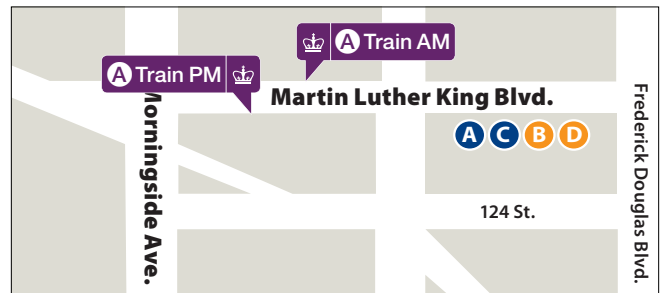 A Train AM
A Train PM
Martin Luther King Blvd.
A C B D
Morningside Ave.
124 St.
Frederick Douglas Blvd.